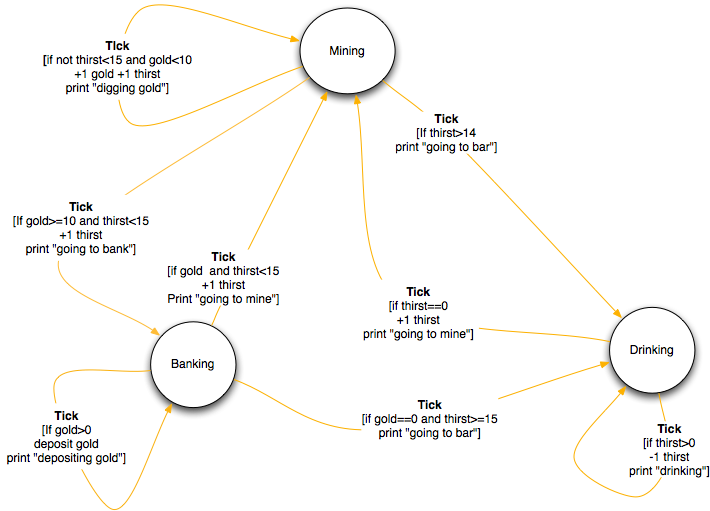 TIck
[if not thirst<15 and gold<10
+1 gold +1 thirst
print "digging gold"]
Mining
Tick
[If thirst>14
print "going to bar"]
Tick
[If gold>=10 and thirst<15
+1 thirst
print "going to bank"]
Tick
[if gold  and thirst<15
+1 thirst
Print "going to mine"]
Tick
[if thirst==0
+1 thirst
print "going to mine"]
Banking
Drinking
Tick
[If gold>0
deposit gold
print "depositing gold"]
Tick
[if gold==0 and thirst>=15
print "going to bar"]
Tick
[if thirst>0
-1 thirst
print "drinking"]